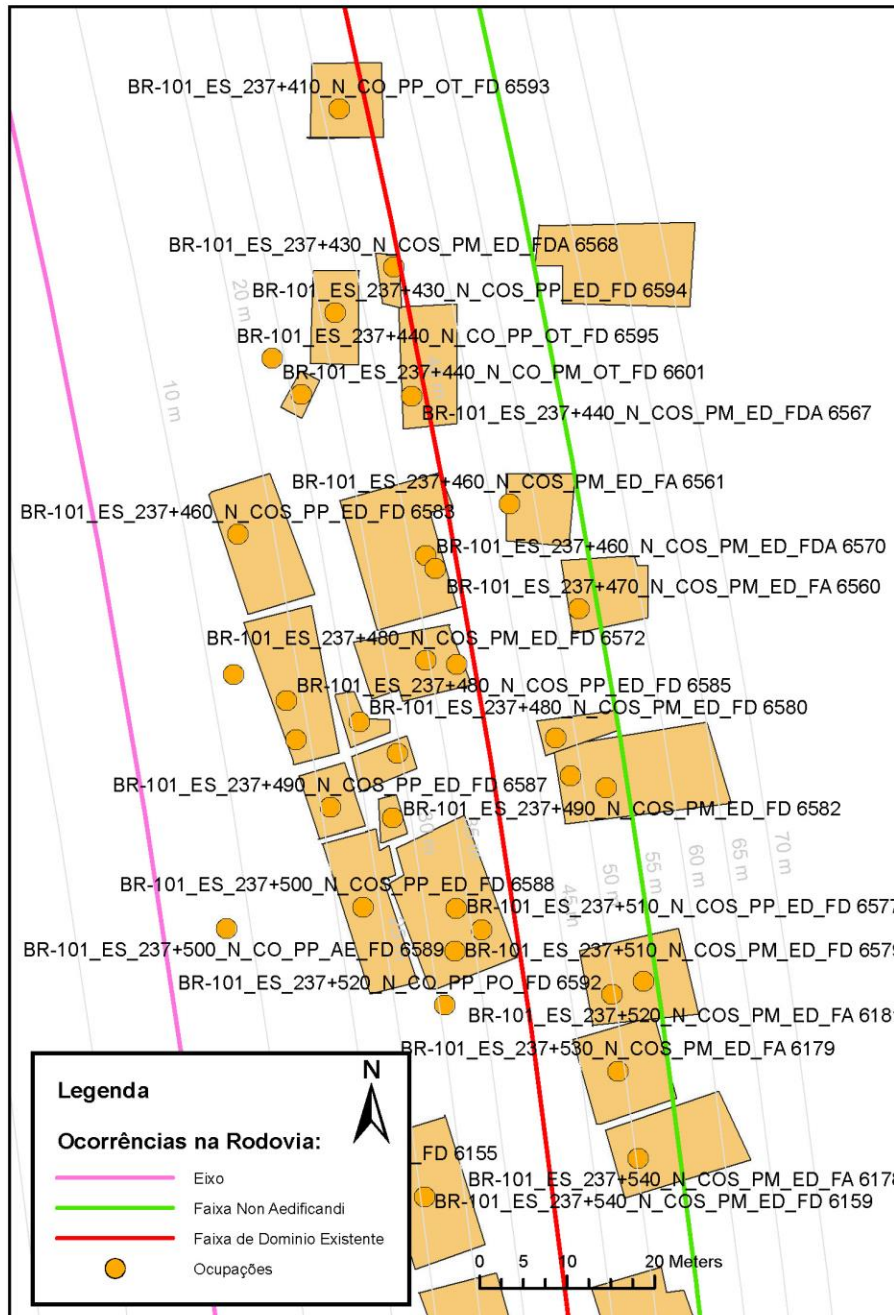 BR-101_ES_237+410_N_CO_PP_OT_FD 6593
BR-101_ES_237+430_N_COS_PM_ED_FDA 6568
20 m
BR-101_ES_237+430_N_COS_PP_ED_FD 6594
BR-101_ES_237+440_N_CO_PP_OT_FD 6595
BR-101_ES_237+440_N_CO_PM_OT_FD 6601
10 m
BR-101_ES_237+440_N_COS_PM_ED_FDA 6567
BR-101_ES_237+460_N_COS_PM_ED_FA 6561
BR-101_ES_237+460_N_COS_PP_ED_FD 6583
BR-101_ES_237+460_N_COS_PM_ED_FDA 6570
BR-101_ES_237+470_N_COS_PM_ED_FA 6560
BR-101_ES_237+480_N_COS_PM_ED_FD 6572
BR-101_ES_237+480_N_COS_PP_ED_FD 6585
BR-101_ES_237+480_N_COS_PM_ED_FD 6580
BR-101_ES_237+490_N_COS_PP_ED_FD 6587
BR-101_ES_237+490_N_COS_PM_ED_FD 6582
30 m
35 m
45 m
50 m
55 m
60 m
65 m
70 m
BR-101_ES_237+500_N_COS_PP_ED_FD 6588
BR-101_ES_237+510_N_COS_PP_ED_FD 6577
BR-101_ES_237+500_N_CO_PP_AE_FD 6589
BR-101_ES_237+510_N_COS_PM_ED_FD 6579
BR-101_ES_237+520_N_CO_PP_PO_FD 6592
BR-101_ES_237+520_N_COS_PM_ED_FA 6181
BR-101_ES_237+530_N_COS_PM_ED_FA 6179
_FD 6155
BR-101_ES_237+540_N_COS_PM_ED_FA 6178
BR-101_ES_237+540_N_COS_PM_ED_FD 6159
Legenda
N
Ocorrências na Rodovia:
Eixo
Faixa Non Aedificandi
Faixa de Dominio Existente
Ocupações
0 5 10 20 Meters